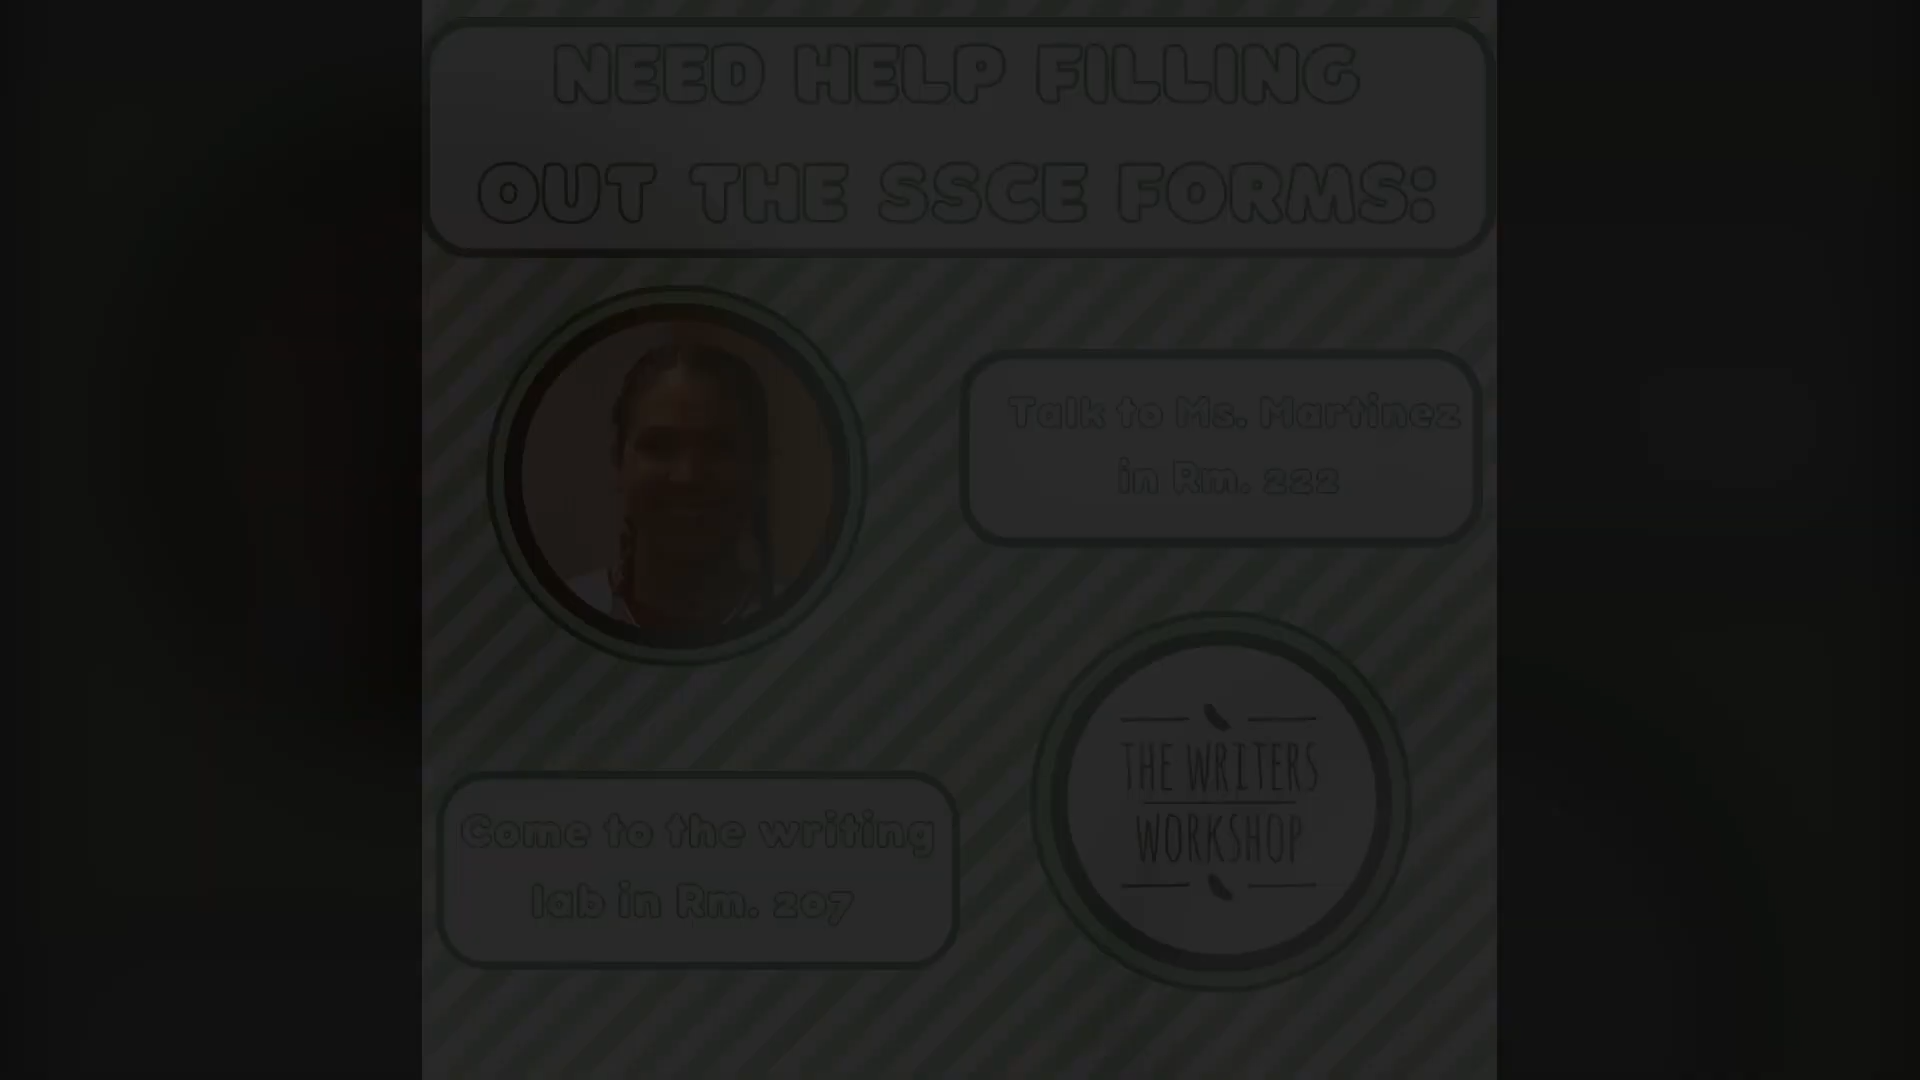 NEED HELP FILLING
OUT THE SSCE FORMS:
Talk to Ms. Martinez
in Rm. 222
THE WRITERS
WORKSHOP
Come to the writing
lab in Rm. 207